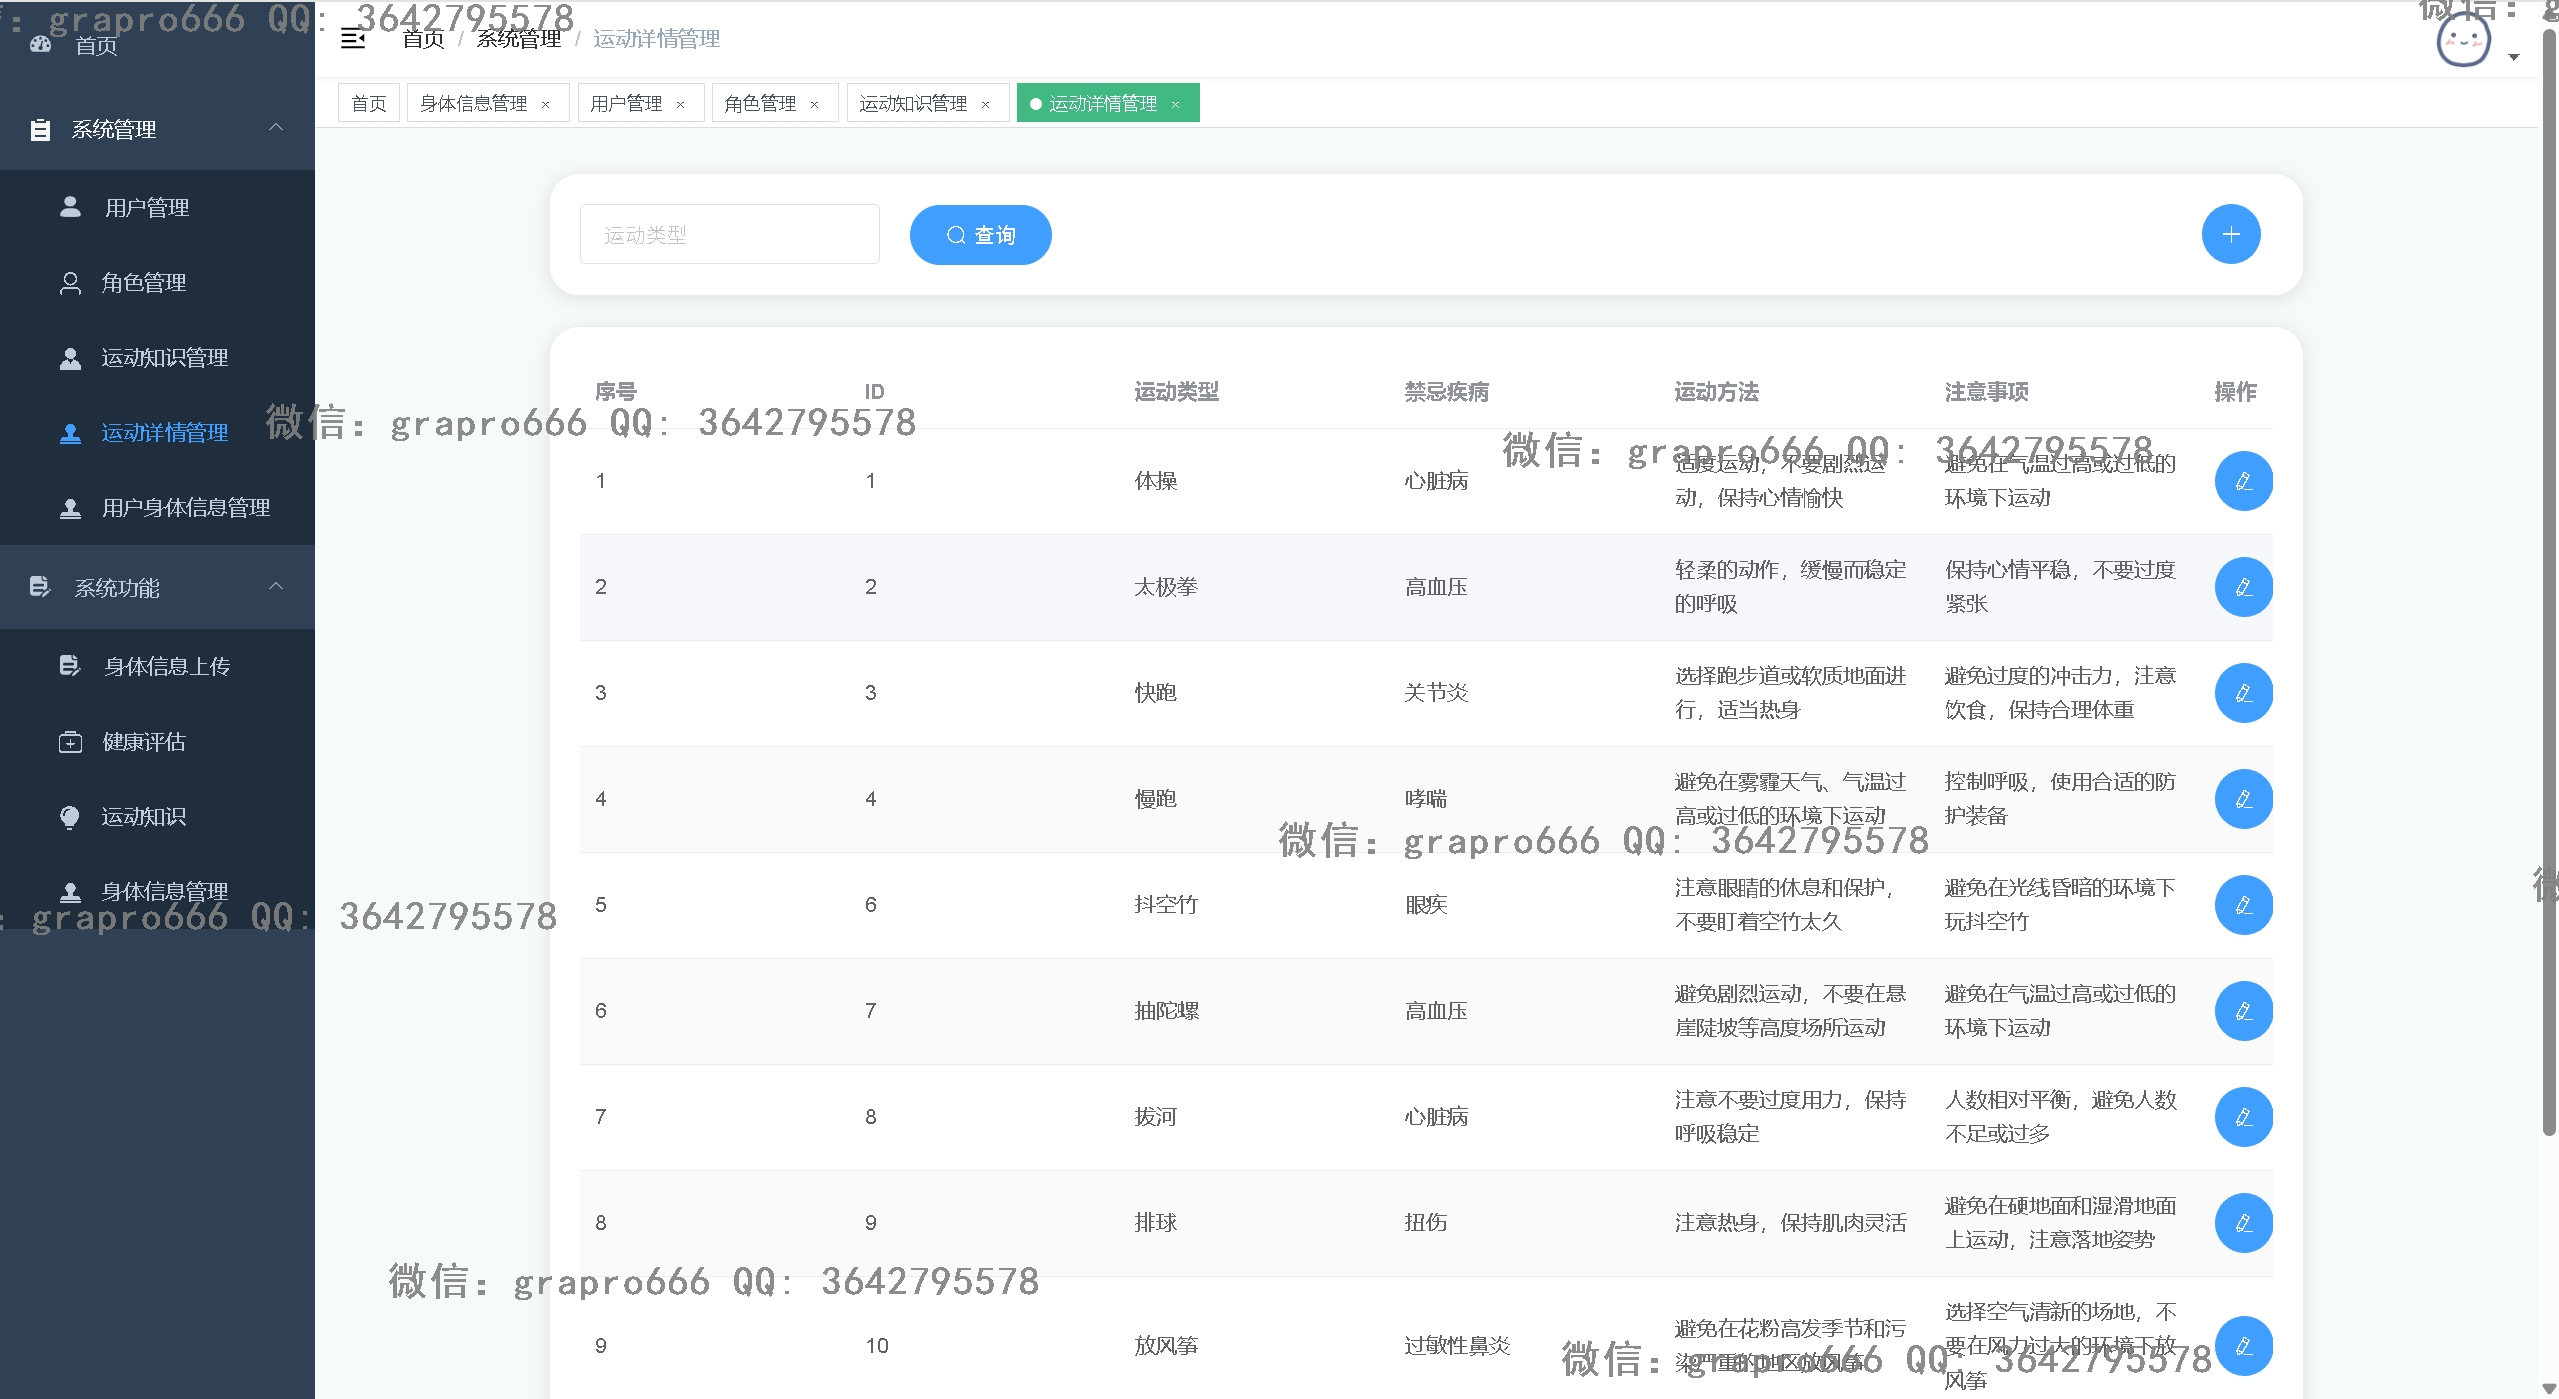 微信: grapro666 QQ: 3642795578
首页
首页 / 系统管理 / 运动详情管理
首页 身体信息管理 × 用户管理 × 角色管理 × 运动知识管理 × 运动详情管理 ×
系统管理
用户管理
角色管理
运动知识管理
运动详情管理
用户身体信息管理
系统功能
身体信息上传
健康评估
运动知识
身体信息管理
运动类型
查询
序号 ID 运动类型 禁忌疾病 运动方法 注意事项 操作
微信: grapro666 QQ: 3642795578
微信: grapro666 QQ: 3642795578
1 1 体操 心脏病 适度运动，不要剧烈运动，保持心情愉快 避免在气温过高或过低的环境下运动
2 2 太极拳 高血压 轻柔的动作，缓慢而稳定的呼吸 保持心情平稳，不要过度紧张
3 3 快跑 关节炎 选择跑步道或软质地面进行，适当热身 避免过度的冲击力，注意饮食，保持合理体重
4 4 慢跑 哮喘 避免在雾霾天气、气温过高或过低的环境下运动 控制呼吸，使用合适的防护装备
微信: grapro666 QQ: 3642795578
5 6 抖空竹 眼疾 注意眼睛的休息和保护，不要盯着空竹太久 避免在光线昏暗的环境下玩抖空竹
: grapro666 QQ: 3642795578
6 7 抽陀螺 高血压 避免剧烈运动，不要在悬崖陡坡等高度场所运动 避免在气温过高或过低的环境下运动
7 8 拔河 心脏病 注意不要过度用力，保持呼吸稳定 人数相对平衡，避免人数不足或过多
8 9 排球 扭伤 注意热身，保持肌肉灵活 避免在硬地面和湿滑地面上运动，注意落地姿势
微信: grapro666 QQ: 3642795578
9 10 放风筝 过敏性鼻炎 避免在花粉高发季节和污染严重的地区放风筝 选择空气清新的场地，不要在风力过大的环境下放风筝
微信: grapro666 QQ: 3642795578